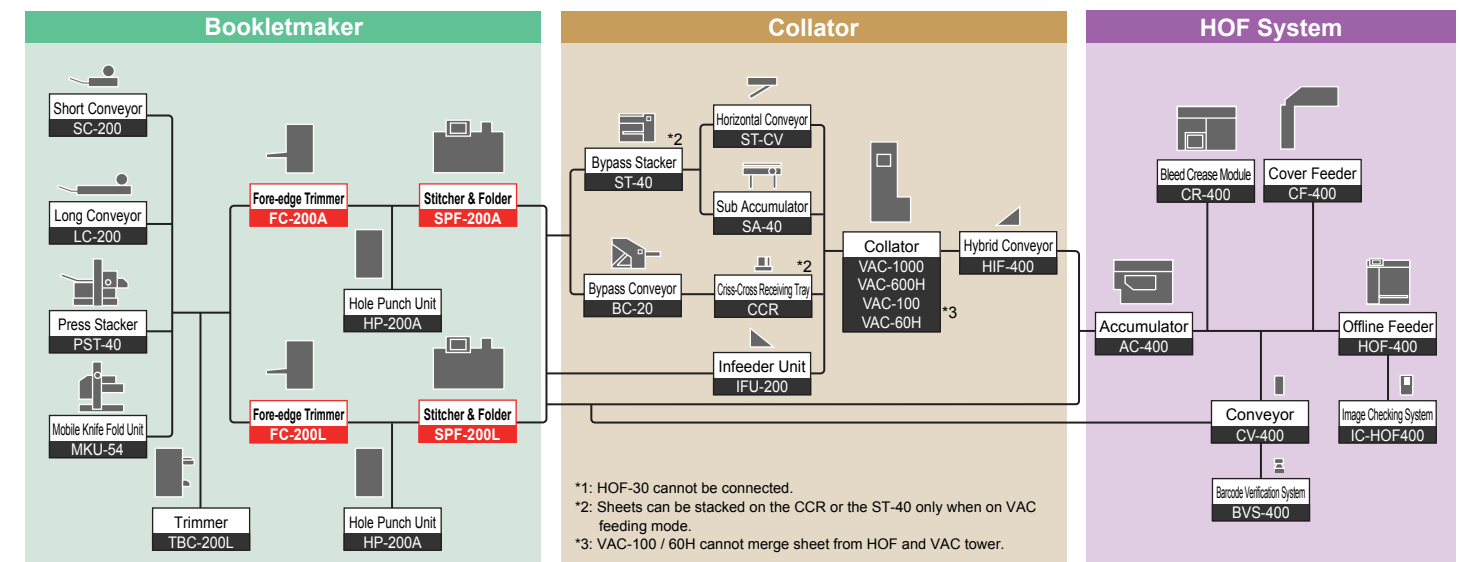 Bookletmaker
Short Conveyor
SC-200
Long Conveyor
LC-200
Press Stacker
PST-40
Mobile Knife Fold Unit
MKU-54
Trimmer
TBC-200L
Fore-edge Trimmer
FC-200A
Stitcher & Folder
SPF-200A
Hole Punch Unit
HP-200A
Fore-edge Trimmer
FC-200L
Stitcher & Folder
SPF-200L
Hole Punch Unit
HP-200A
Collator
*2
Bypass Stacker
ST-40
Horizontal Conveyor
ST-CV
Sub Accumulator
SA-40
Bypass Conveyor
BC-20
*2
Criss-Cross Receiving Tray
CCR
Infeeder Unit
IFU-200
Collator
VAC-1000
VAC-600H
VAC-100
VAC-60H
*3
Hybrid Conveyor
HIF-400
*1: HOF-30 cannot be connected.
*2: Sheets can be stacked on the CCR or the ST-40 only when on VAC
feeding mode.
*3: VAC-100 / 60H cannot merge sheet from HOF and VAC tower.
HOF System
Bleed Crease Module
CR-400
Cover Feeder
CF-400
Accumulator
AC-400
Offline Feeder
HOF-400
Conveyor
CV-400
Image Checking System
IC-HOF400
Barcode Verification System
BVS-400